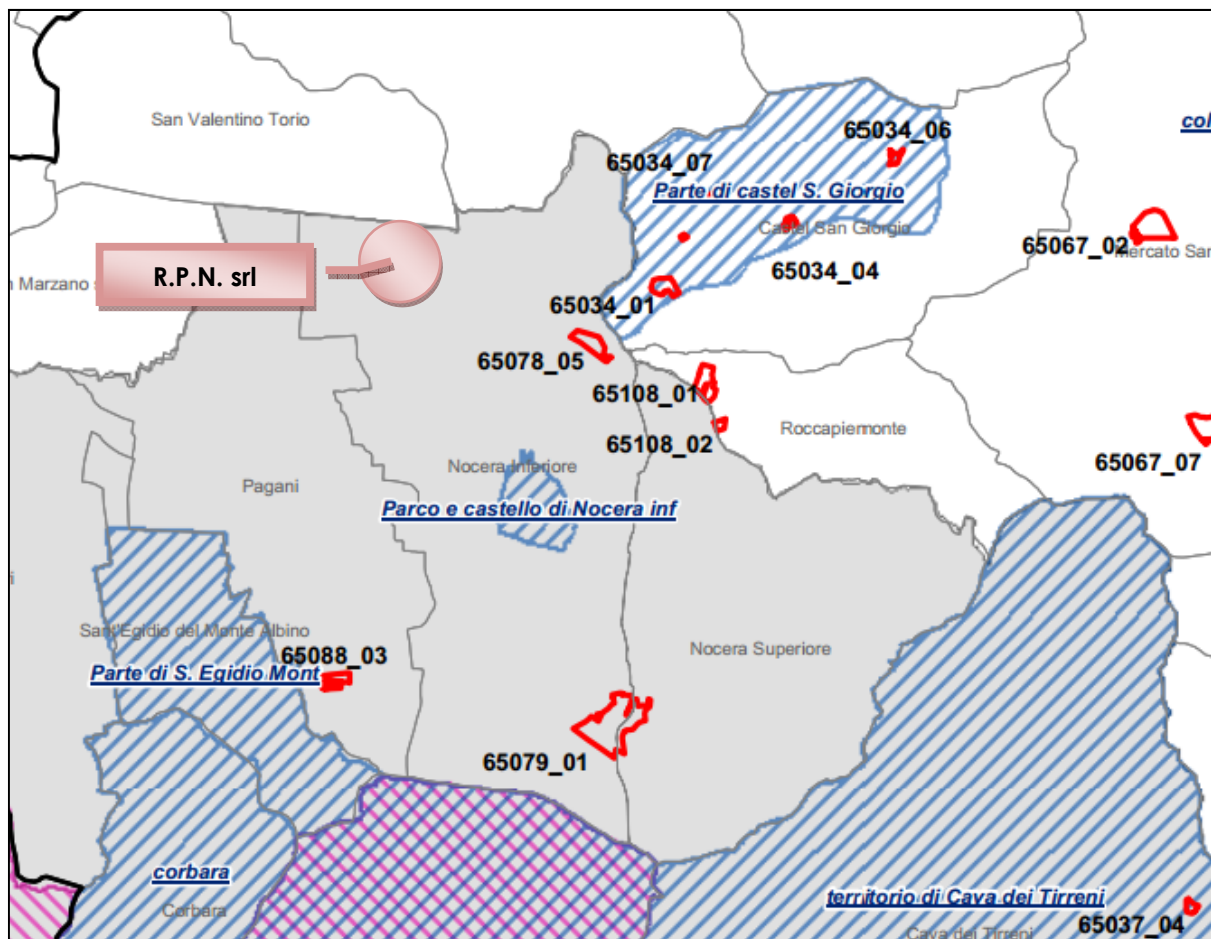 San Valentino Torio
col
65034_06
65034_07
Parte di castel S. Giorgio
Castel San Giorgio
65067_02
Mercato San
65034_04
R.P.N. srl
n Marzano s
65034_01
65078_05
65108_01
65108_02
Roccapiemonte
65067_07
Nocera Inferiore
Pagani
Parco e castello di Nocera inf
i
Sant'Egidio del Monte Albino
65088_03
Parte di S. Egidio Mont
Nocera Superiore
65079_01
corbara
Corbara
territorio di Cava dei Tirreni
65037_04
Cava dei Tirreni